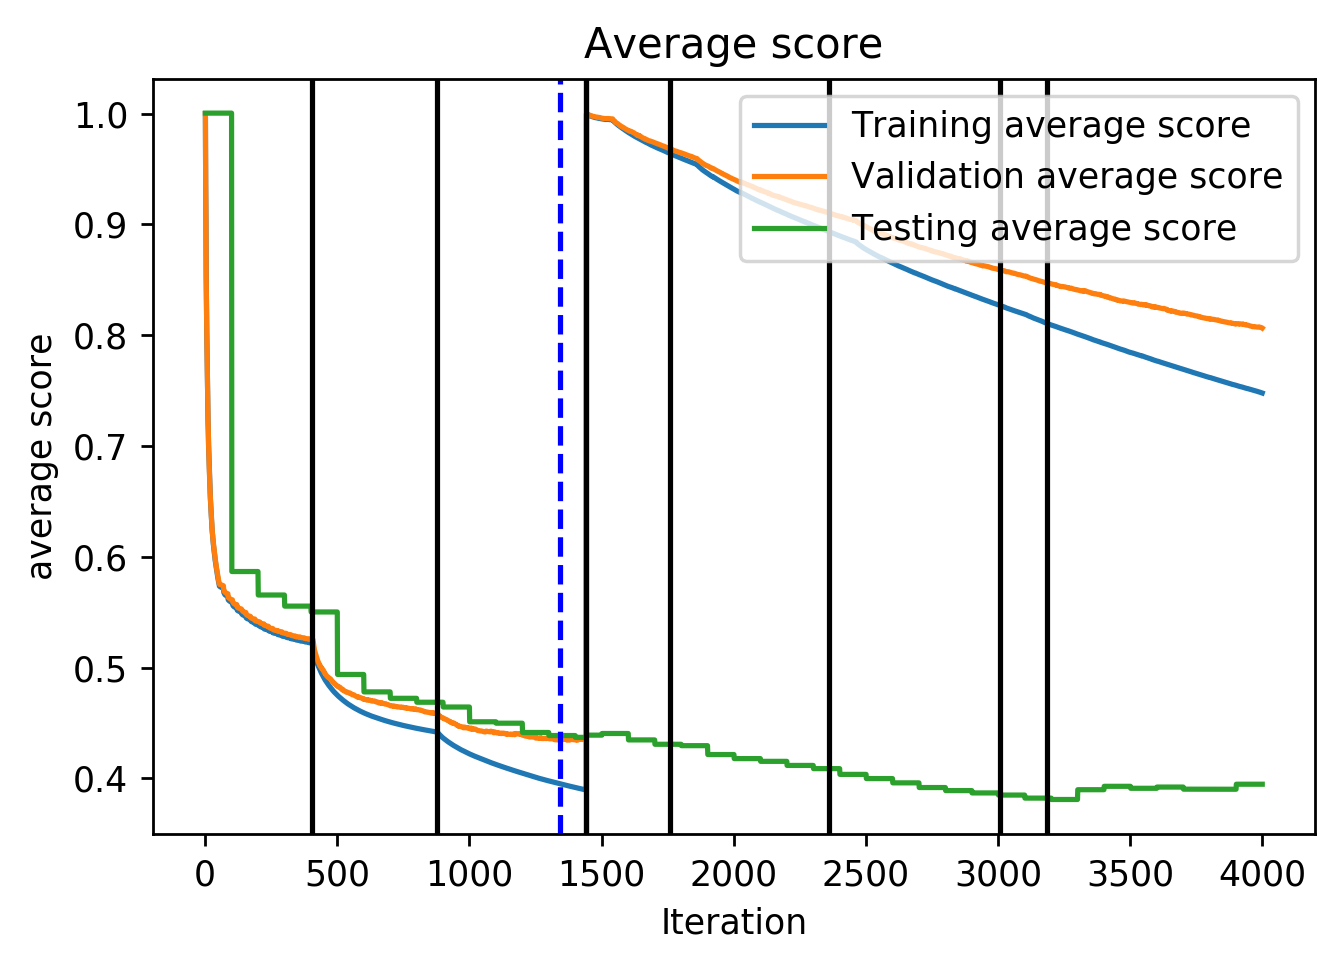 Average score
1.0
0.9
0.8
0.7
0.6
0.5
0.4
average score
Training average score
Validation average score
Testing average score
0 500 1000 1500 2000 2500 3000 3500 4000
Iteration